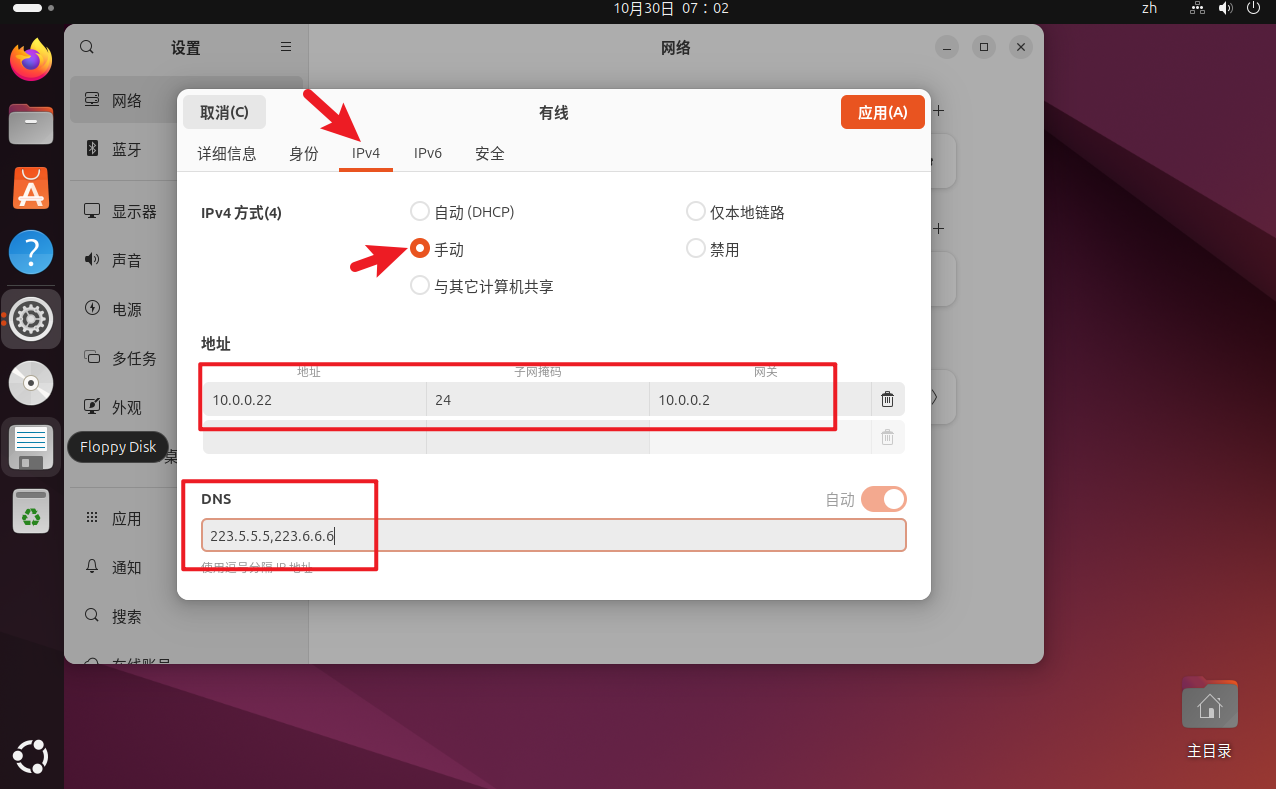 10月30日 07：02
zh
设置
网络
网络
蓝牙
显示器
声音
电源
多任务
外观
Floppy Disk
桌
应用
通知
搜索
在线账号
取消(C)
有线
应用(A)
详细信息
身份
IPv4
IPv6
安全
IPv4 方式(4)
自动 (DHCP)
仅本地链路
手动
禁用
与其它计算机共享
地址
地址
子网掩码
网关
10.0.0.22
24
10.0.0.2
DNS
自动
223.5.5.5,223.6.6.6
使用逗号分隔 IP 地址
主目录